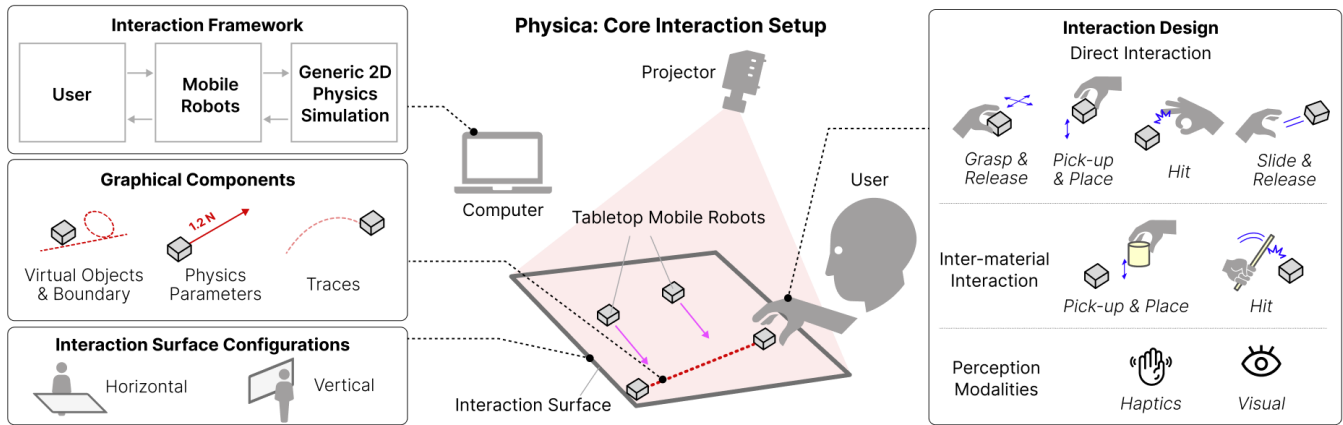 Interaction Framework
User
Mobile
Robots
Generic 2D
Physics
Simulation
Graphical Components
1.2 N
Virtual Objects
& Boundary
Physics
Parameters
Traces
Interaction Surface Configurations
Horizontal
Vertical
Physica: Core Interaction Setup
Projector
Computer
User
Tabletop Mobile Robots
Interaction Surface
Interaction Design
Direct Interaction
Grasp &
Release
Pick-up
& Place
Hit
Slide &
Release
Inter-material
Interaction
Pick-up & Place
Hit
Perception
Modalities
Haptics
Visual